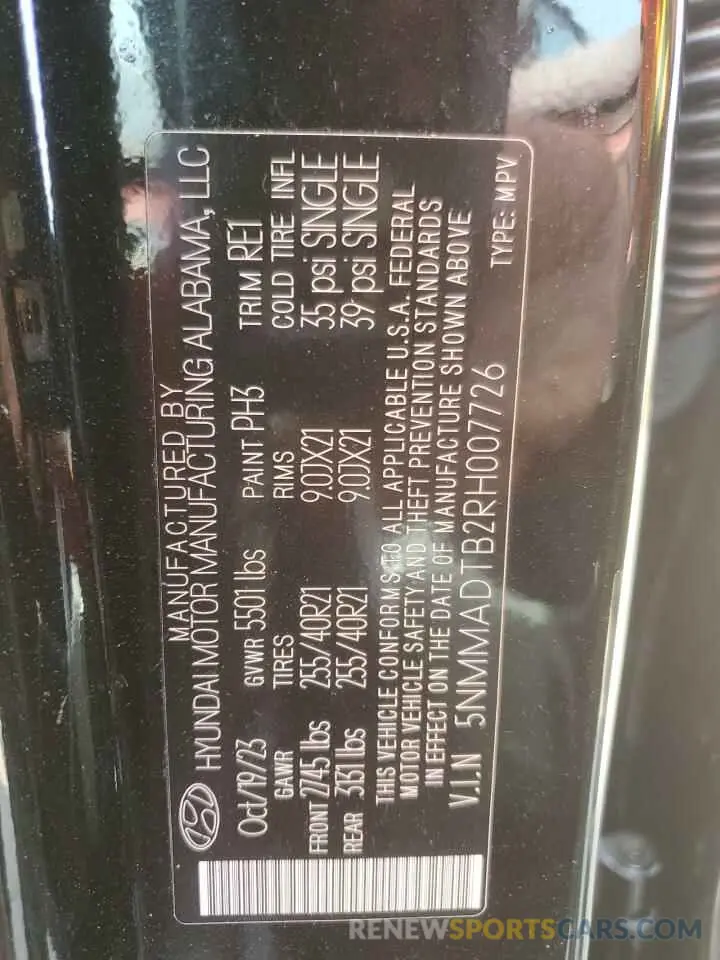 MANUFACTURED BY
HYUNDAI MOTOR MANUFACTURING ALABAMA, LLC
Oct/19/23 GVWR 5501 lbs PAINT PH3 TRIM RE1
GAWR TIRES RIMS COLD TIRE INFL
FRONT 2745 lbs 255/40R21 9.0JX21 35 psi SINGLE
REAR 3331 lbs 255/40R21 9.0JX21 39 psi SINGLE
THIS VEHICLE CONFORMS TO ALL APPLICABLE U.S.A. FEDERAL
MOTOR VEHICLE SAFETY AND THEFT PREVENTION STANDARDS
IN EFFECT ON THE DATE OF MANUFACTURE SHOWN ABOVE
V.I.N 5NMMADTB2RH007726
TYPE: MPV
RENEWSPORTSCARS.COM